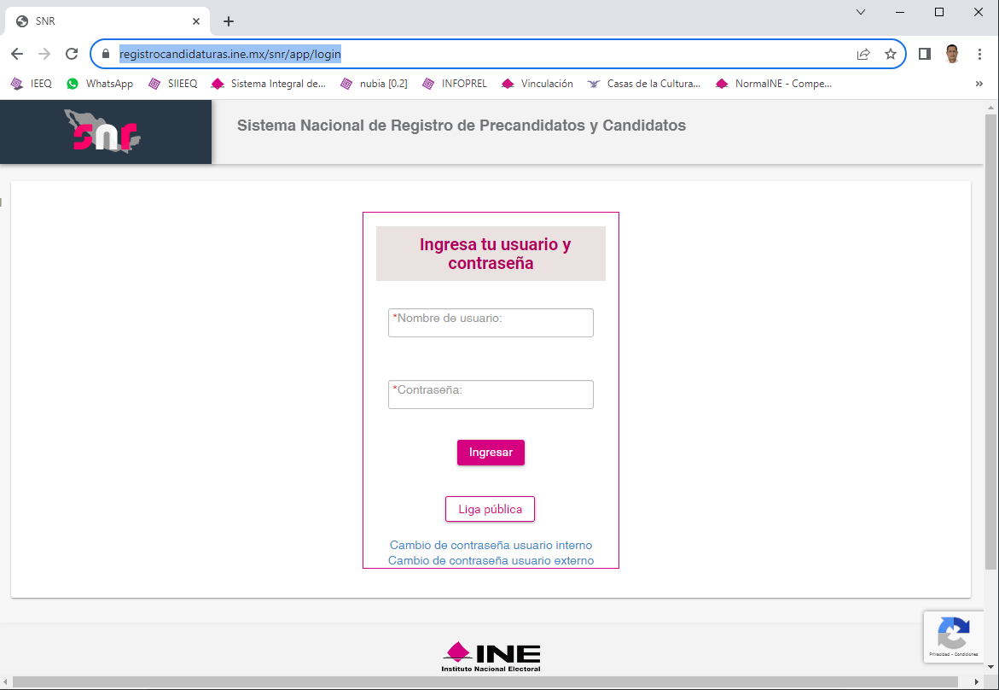 SNR
registrocandidaturas.ine.mx/snr/app/login
IEEQ
WhatsApp
SIIEEQ
Sistema Integral de...
nubia [0.2]
INFOPREL
Vinculación
Casas de la Cultura...
NormaINE - Compe...
»
snr
Sistema Nacional de Registro de Precandidatos y Candidatos
Ingresa tu usuario y
contraseña
*Nombre de usuario:
*Contraseña:
Ingresar
Liga pública
Cambio de contraseña usuario interno
Cambio de contraseña usuario externo
Privacidad - Condiciones
INE
Instituto Nacional Electoral